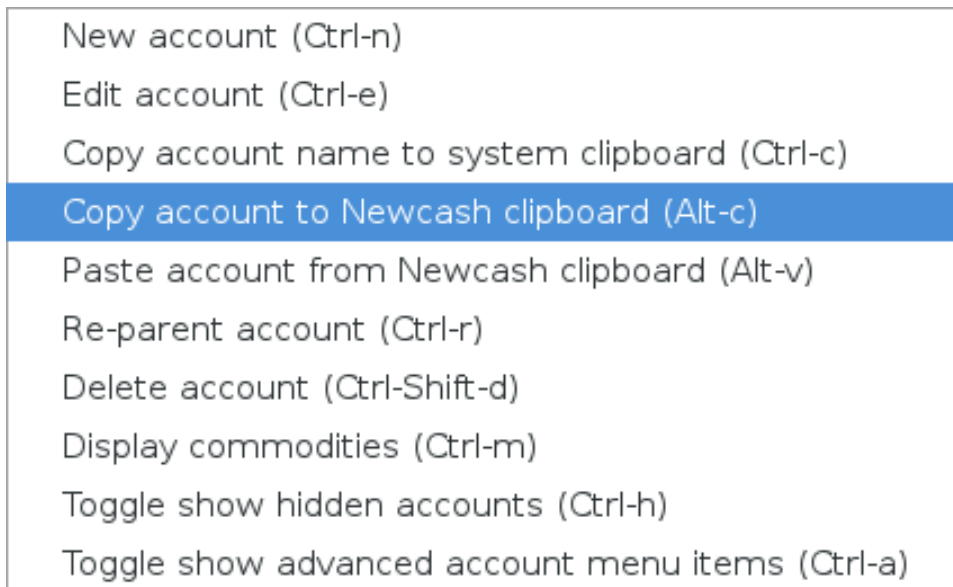 New account (Ctrl-n)
Edit account (Ctrl-e)
Copy account name to system clipboard (Ctrl-c)
Copy account to Newcash clipboard (Alt-c)
Paste account from Newcash clipboard (Alt-v)
Re-parent account (Ctrl-r)
Delete account (Ctrl-Shift-d)
Display commodities (Ctrl-m)
Toggle show hidden accounts (Ctrl-h)
Toggle show advanced account menu items (Ctrl-a)